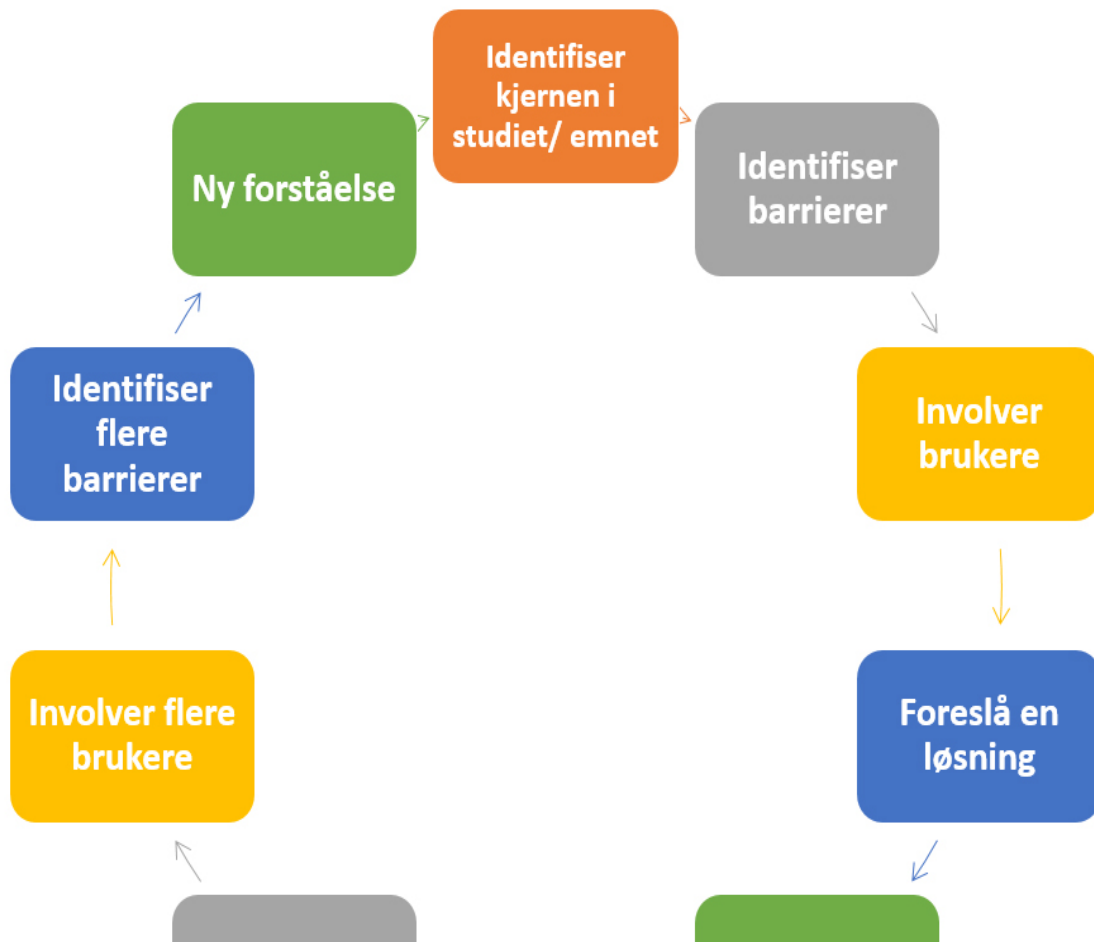 Identifiser
kjernen i
studiet/ emnet
Identifiser
barrierer
Involver
brukere
Foreslå en
løsning
Involver flere
brukere
Identifiser
flere
barrierer
Ny forståelse